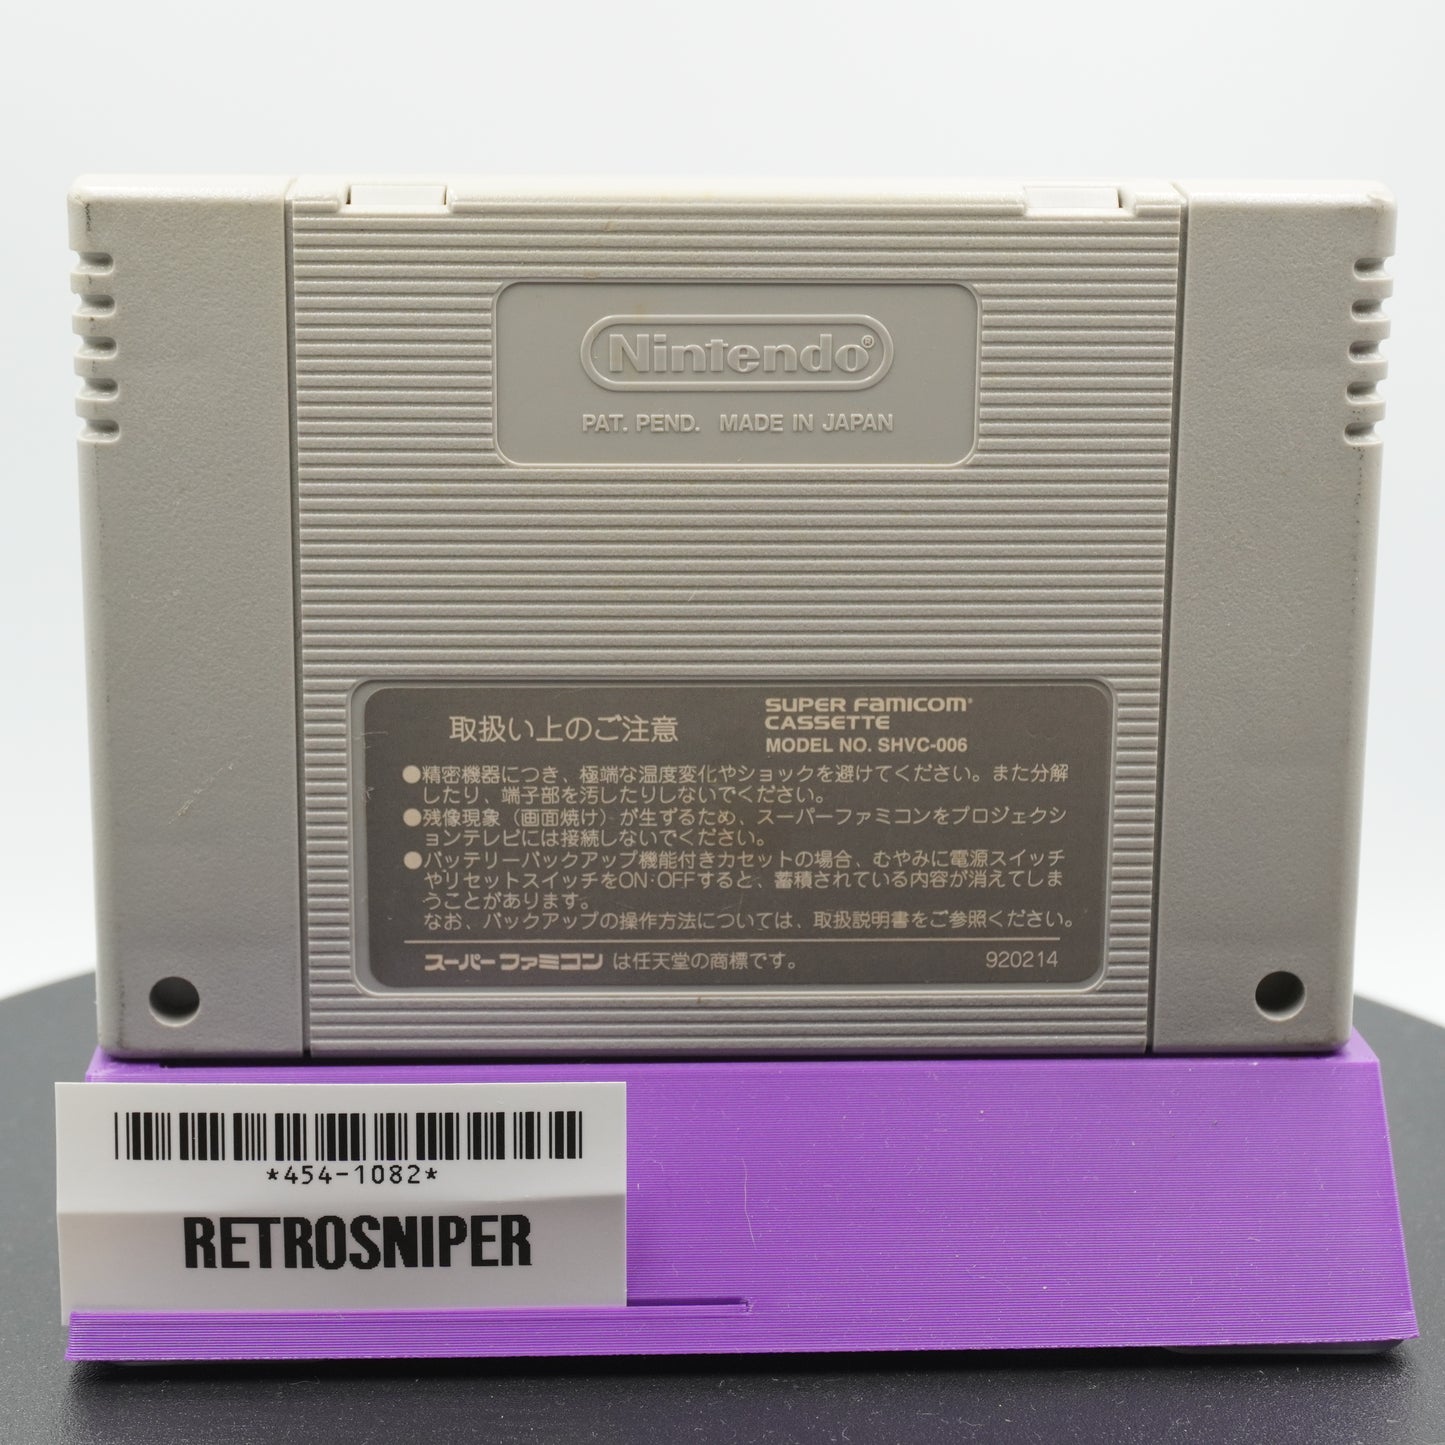 Nintendo®
PAT. PEND. MADE IN JAPAN
取扱い上のご注意
SUPER FAMICOM
CASSETTE
MODEL NO. SHVC-006
●精密機器につき、極端な温度変化やショックを避けてください。また分解
したり、端子部を汚したりしないでください。
●残像現象（画面焼け）が生ずるため、スーパーファミコンをプロジェクシ
ョンテレビには接続しないでください。
●バッテリーバックアップ機能付きカセットの場合、むやみに電源スイッチ
やリセットスイッチをON・OFFすると、蓄積されている内容が消えてしま
うことがあります。
なお、バックアップの操作方法については、取扱説明書をご参照ください。
スーパーファミコン は任天堂の商標です。 920214
*454-1082*
RETROSNIPER